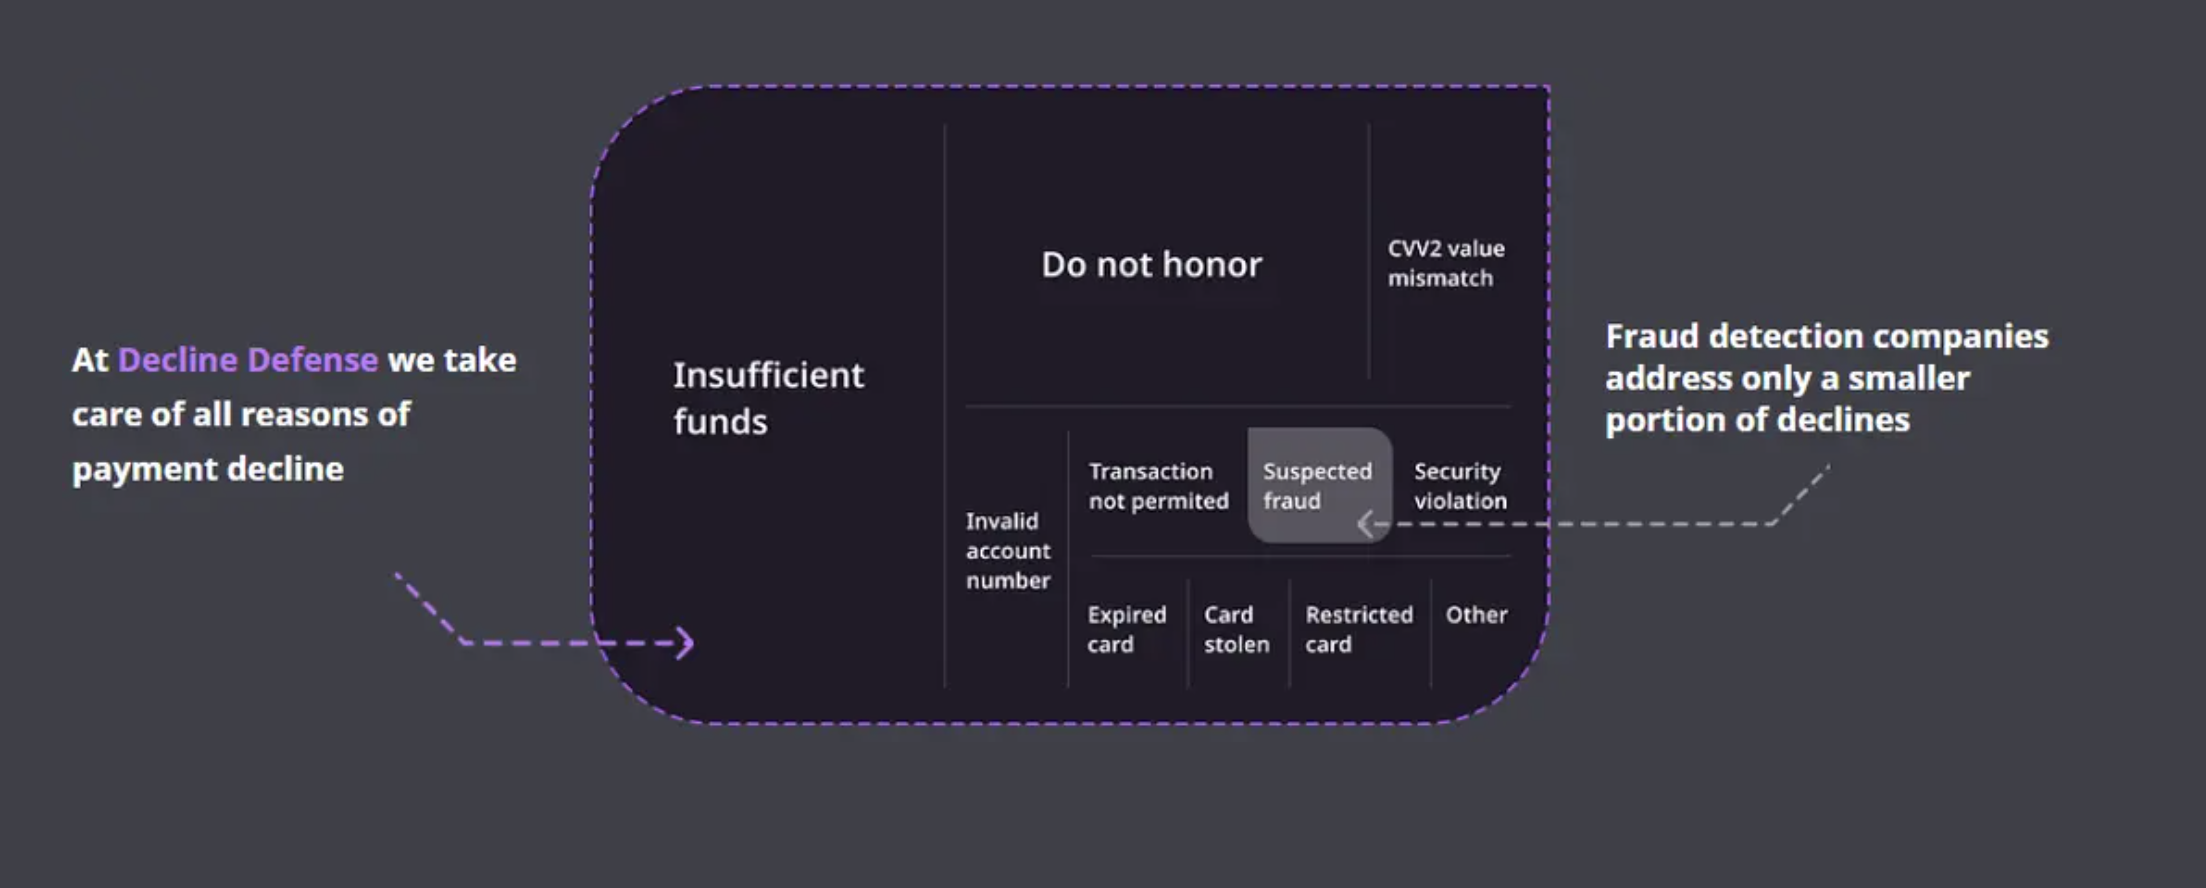 At Decline Defense we take
care of all reasons of
payment decline
Insufficient
funds
Do not honor
CVV2 value
mismatch
Invalid
account
number
Transaction
not permited
Suspected
fraud
Security
violation
Expired
card
Card
stolen
Restricted
card
Other
Fraud detection companies
address only a smaller
portion of declines